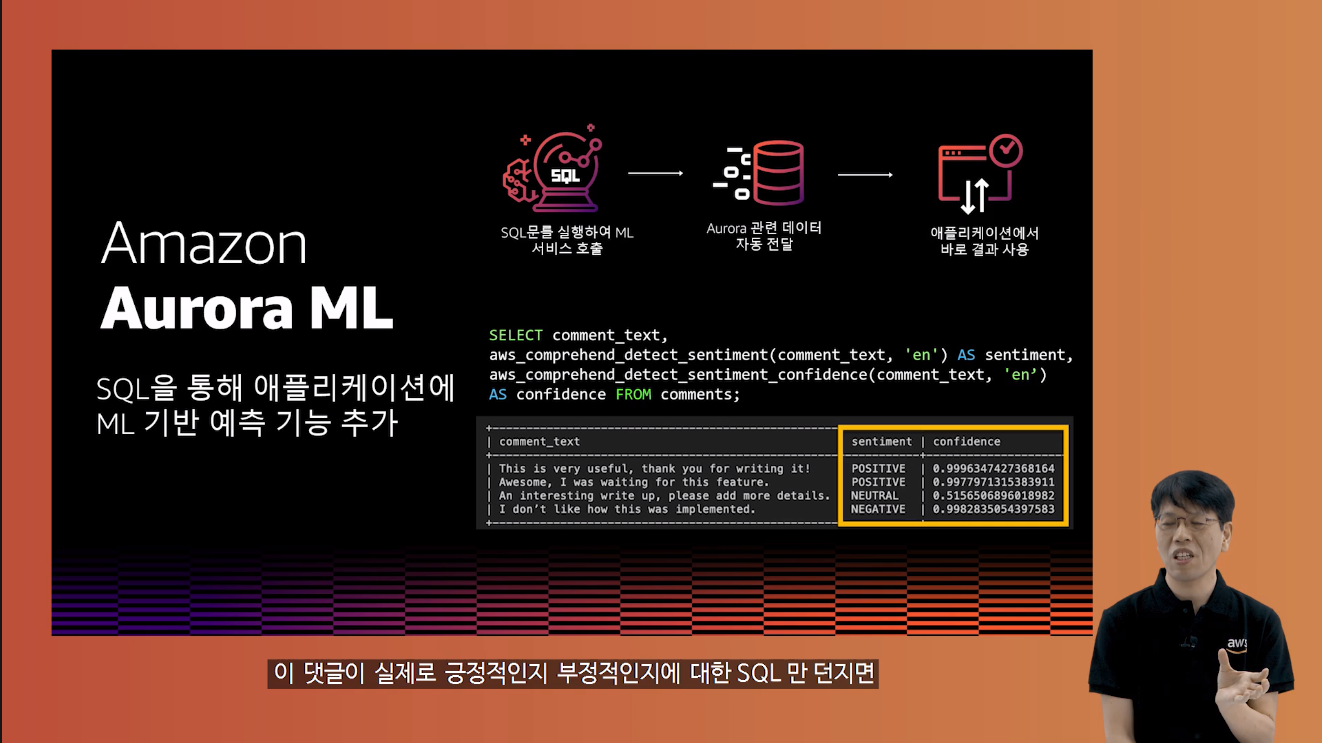 Amazon
Aurora ML
SQL을 통해 애플리케이션에
ML 기반 예측 기능 추가
SQL
SQL문를 실행하여 ML
서비스 호출
Aurora 관련 데이터
자동 전달
애플리케이션에서
바로 결과 사용
SELECT comment_text,
aws_comprehend_detect_sentiment(comment_text, 'en') AS sentiment,
aws_comprehend_detect_sentiment_confidence(comment_text, 'en’)
AS confidence FROM comments;
| comment_text | sentiment | confidence
| This is very useful, thank you for writing it! | POSITIVE | 0.9996347427368164
| Awesome, I was waiting for this feature. | POSITIVE | 0.9977971315383911
| An interesting write up, please add more details. | NEUTRAL | 0.5156506896018982
| I don’t like how this was implemented. | NEGATIVE | 0.9982835054397583
aws
이 댓글이 실제로 긍정적인지 부정적인지에 대한 SQL 만 던지면